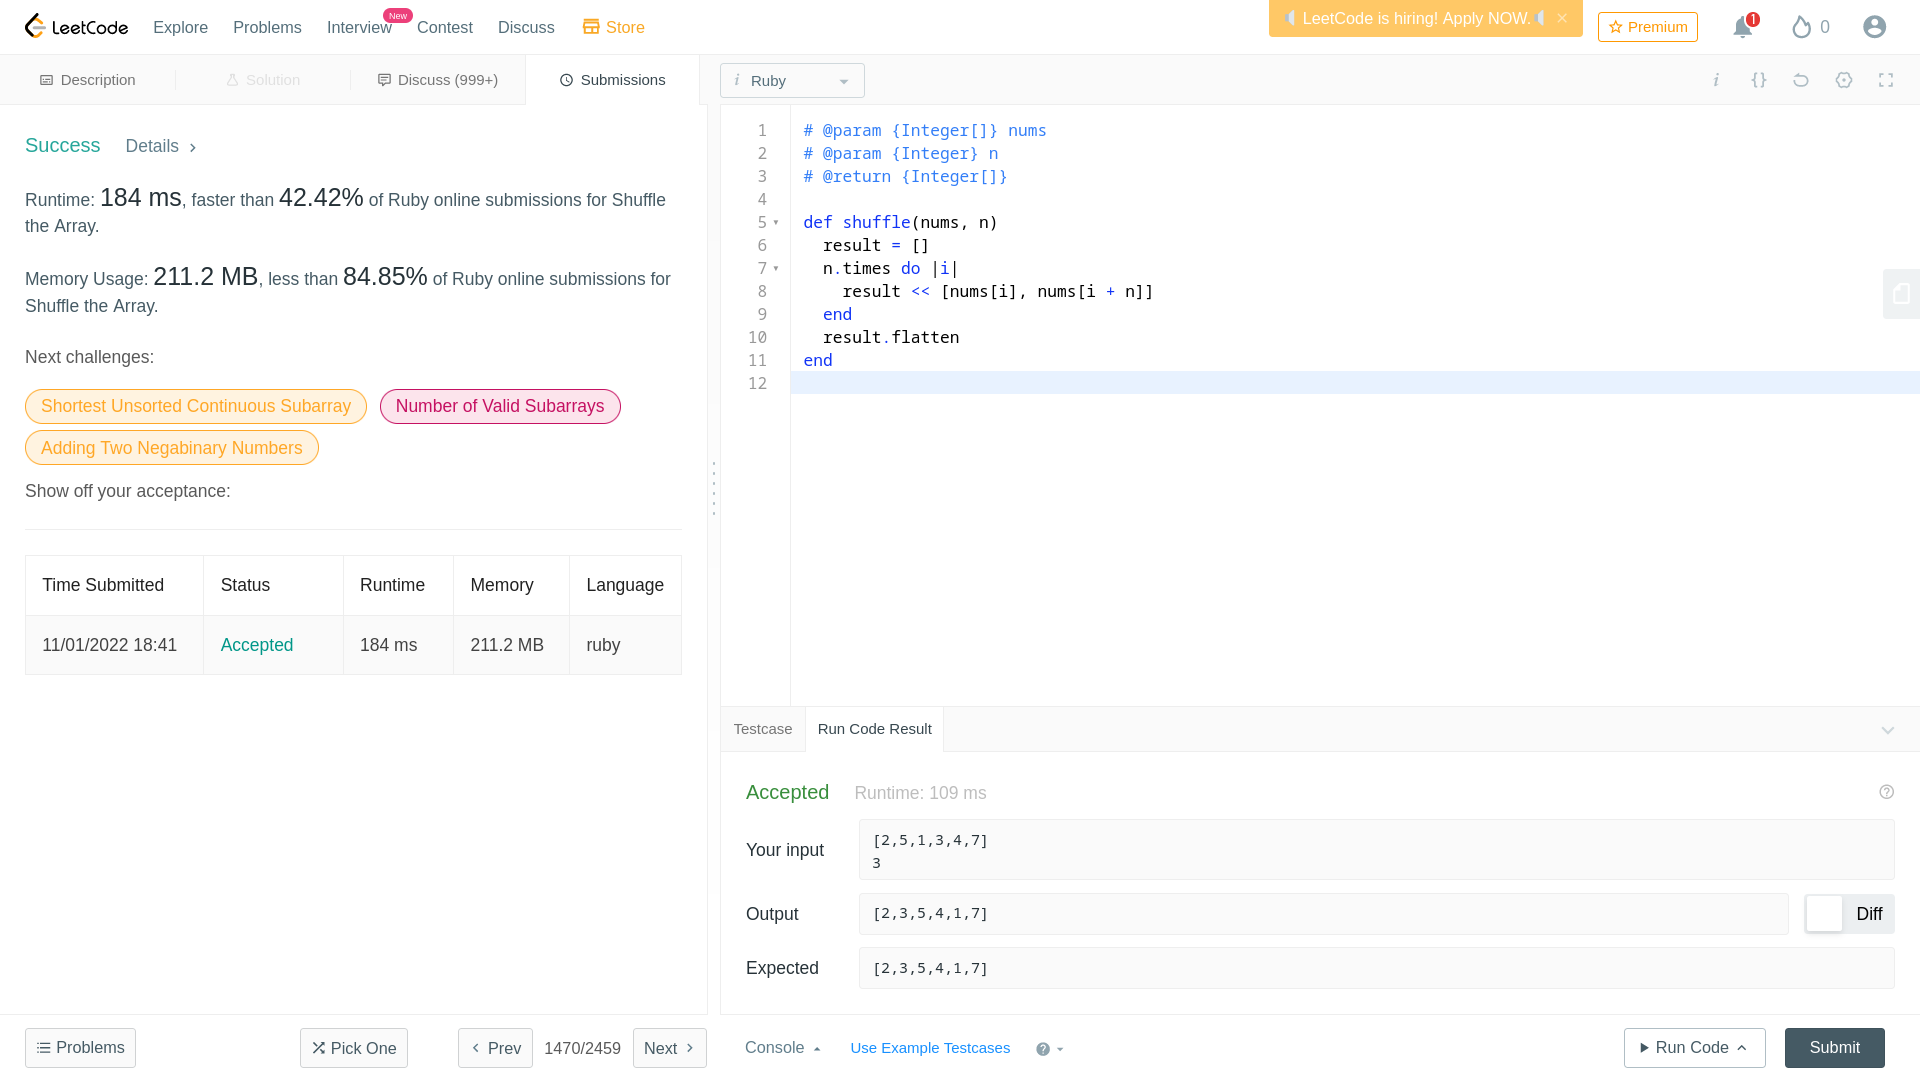 LeetCode
Explore
Problems
Interview
New
Contest
Discuss
Store
LeetCode is hiring! Apply NOW.
Premium
1
0
Description
Solution
Discuss (999+)
Submissions
i Ruby
Success
Details
Runtime: 184 ms, faster than 42.42% of Ruby online submissions for Shuffle
the Array.
Memory Usage: 211.2 MB, less than 84.85% of Ruby online submissions for
Shuffle the Array.
Next challenges:
Shortest Unsorted Continuous Subarray
Number of Valid Subarrays
Adding Two Negabinary Numbers
Show off your acceptance:
Time Submitted Status Runtime Memory Language
11/01/2022 18:41 Accepted 184 ms 211.2 MB ruby
1 # @param {Integer[]} nums
2 # @param {Integer} n
3 # @return {Integer[]}
4
5 def shuffle(nums, n)
6   result = []
7   n.times do |i|
8     result << [nums[i], nums[i + n]]
9   end
10   result.flatten
11 end
12
Testcase
Run Code Result
Accepted
Runtime: 109 ms
Your input
[2,5,1,3,4,7]
3
Output
[2,3,5,4,1,7]
Diff
Expected
[2,3,5,4,1,7]
Problems
Pick One
Prev
1470/2459
Next
Console
Use Example Testcases
Run Code
Submit